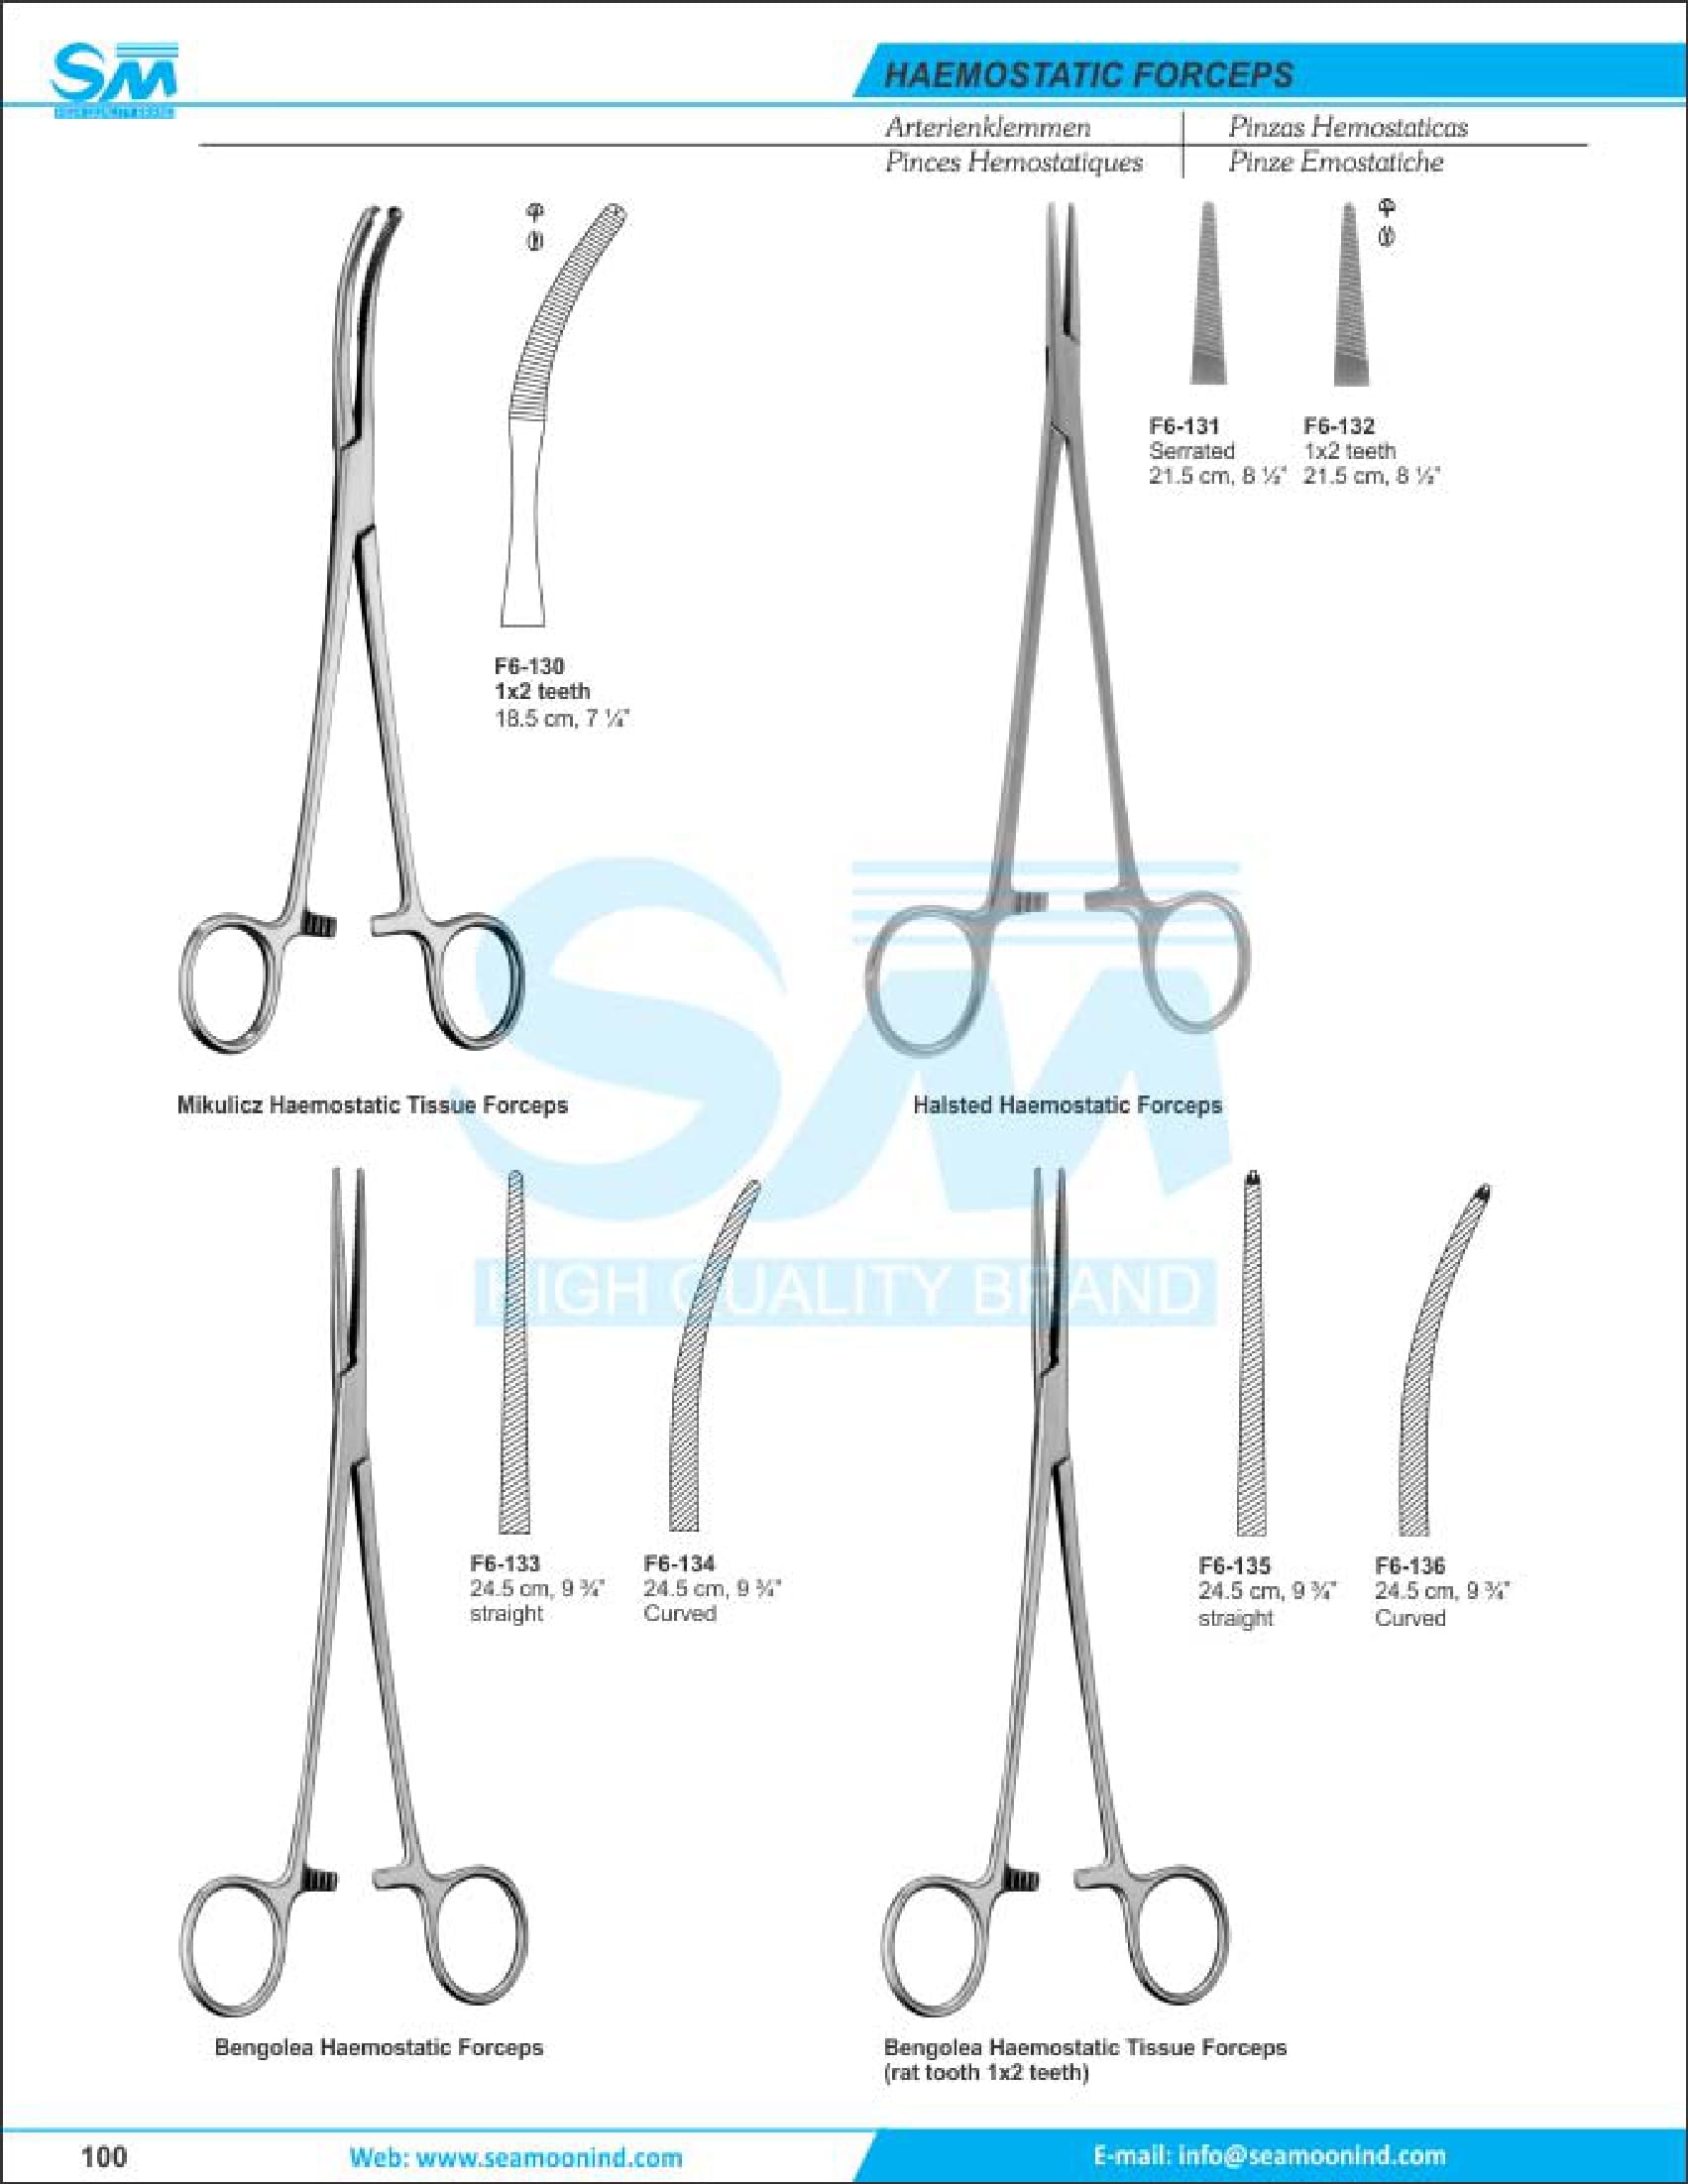 SM
HAEMOSTATIC FORCEPS
Arterienklemmen
Pinzas Hemostaticas
Pinces Hemostatiques
Pinze Emostatiche
F6-131
Serrated
21.5 cm, 8 ½"
F6-132
1x2 teeth
21.5 cm, 8 ½"
F6-130
1x2 teeth
18.5 cm, 7 ¼"
Mikulicz Haemostatic Tissue Forceps
Halsted Haemostatic Forceps
SM
HIGH QUALITY BRAND
F6-133
24.5 cm, 9 ¾"
straight
F6-134
24.5 cm, 9 ¾"
Curved
F6-135
24.5 cm, 9 ¾"
straight
F6-136
24.5 cm, 9 ¾"
Curved
Bengolea Haemostatic Forceps
Bengolea Haemostatic Tissue Forceps
(rat tooth 1x2 teeth)
100
Web: www.seamoonind.com
E-mail: info@seamoonind.com